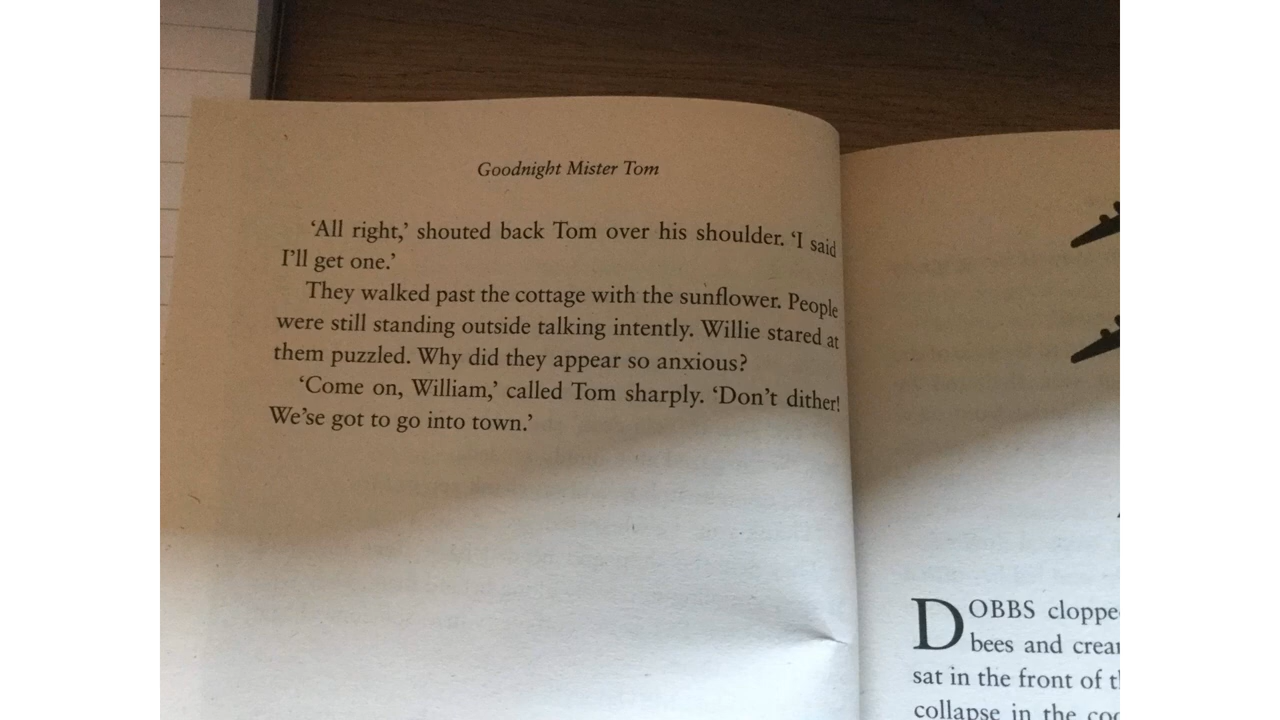 Goodnight Mister Tom
‘All right,’ shouted back Tom over his shoulder. ‘I said
I’ll get one.’
They walked past the cottage with the sunflower. People
were still standing outside talking intently. Willie stared at
them puzzled. Why did they appear so anxious?
‘Come on, William,’ called Tom sharply. ‘Don’t dither!
We’se got to go into town.’
DOBBS
bees and
sat in the front of
collapse in the